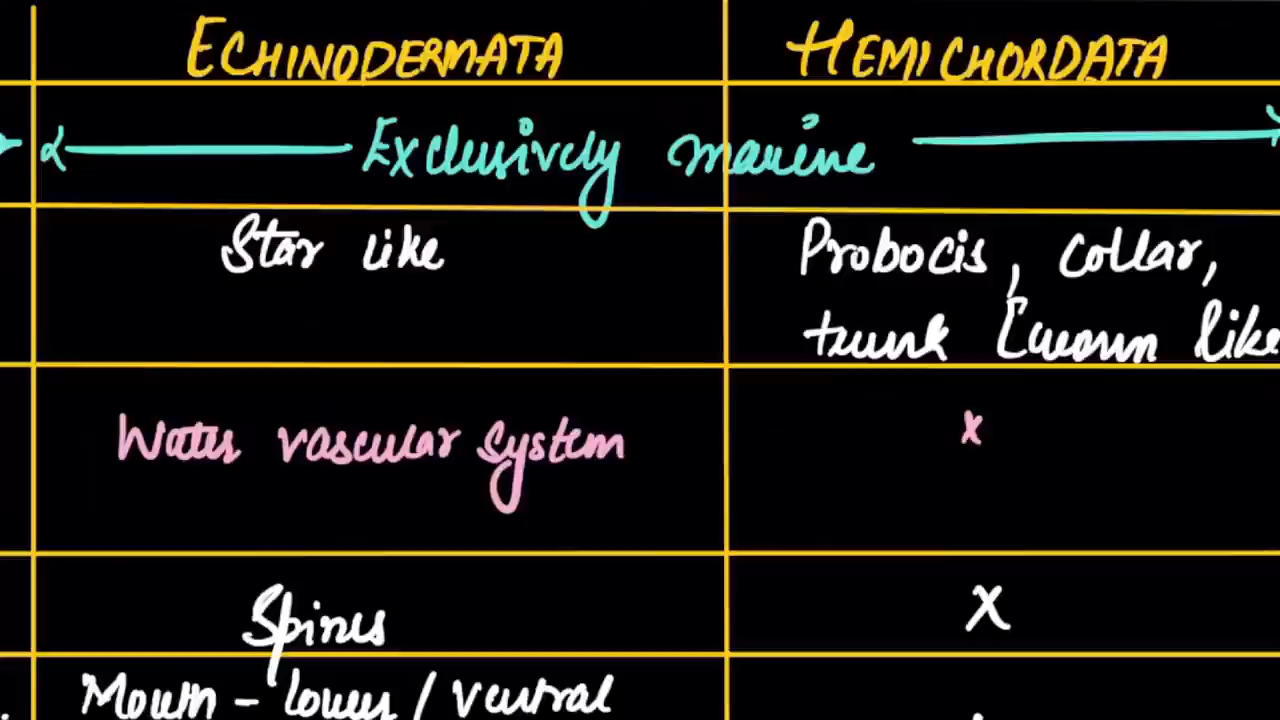 ECHINODERMATA
HEMICHORDATA
Exclusively marine
Star like
Probocis, collar,
trunk [worm like
Water vascular system
x
Spines
x
Mouth - lower / ventral